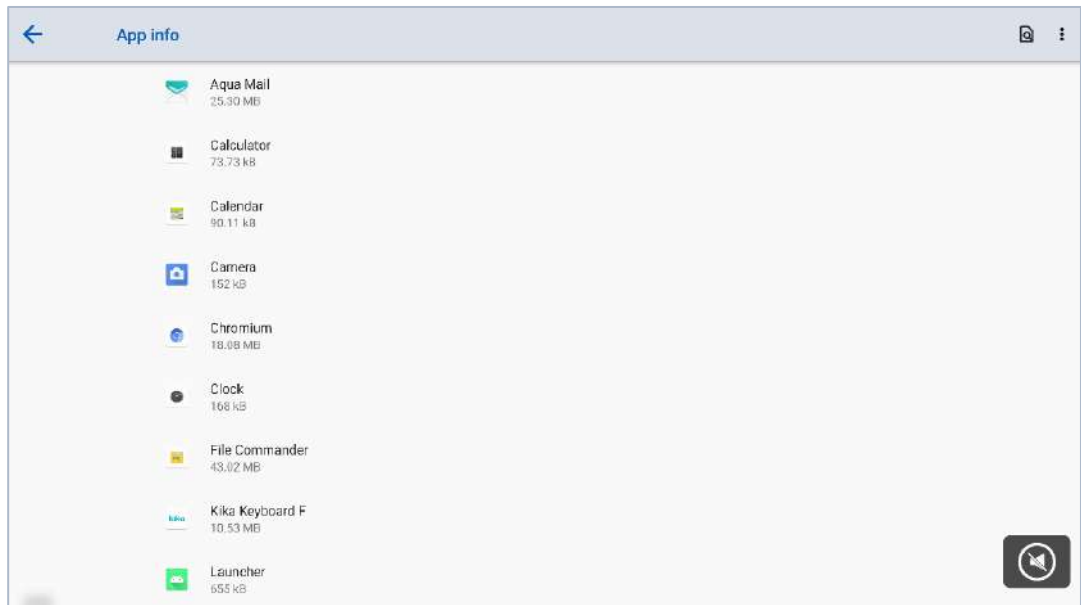 App info
Aqua Mail
25.30 MB
Calculator
73.73 kB
Calendar
90.11 kB
Camera
152 kB
Chromium
18.08 MB
Clock
168 kB
File Commander
43.02 MB
kika
Kika Keyboard F
10.53 MB
Launcher
655 kB